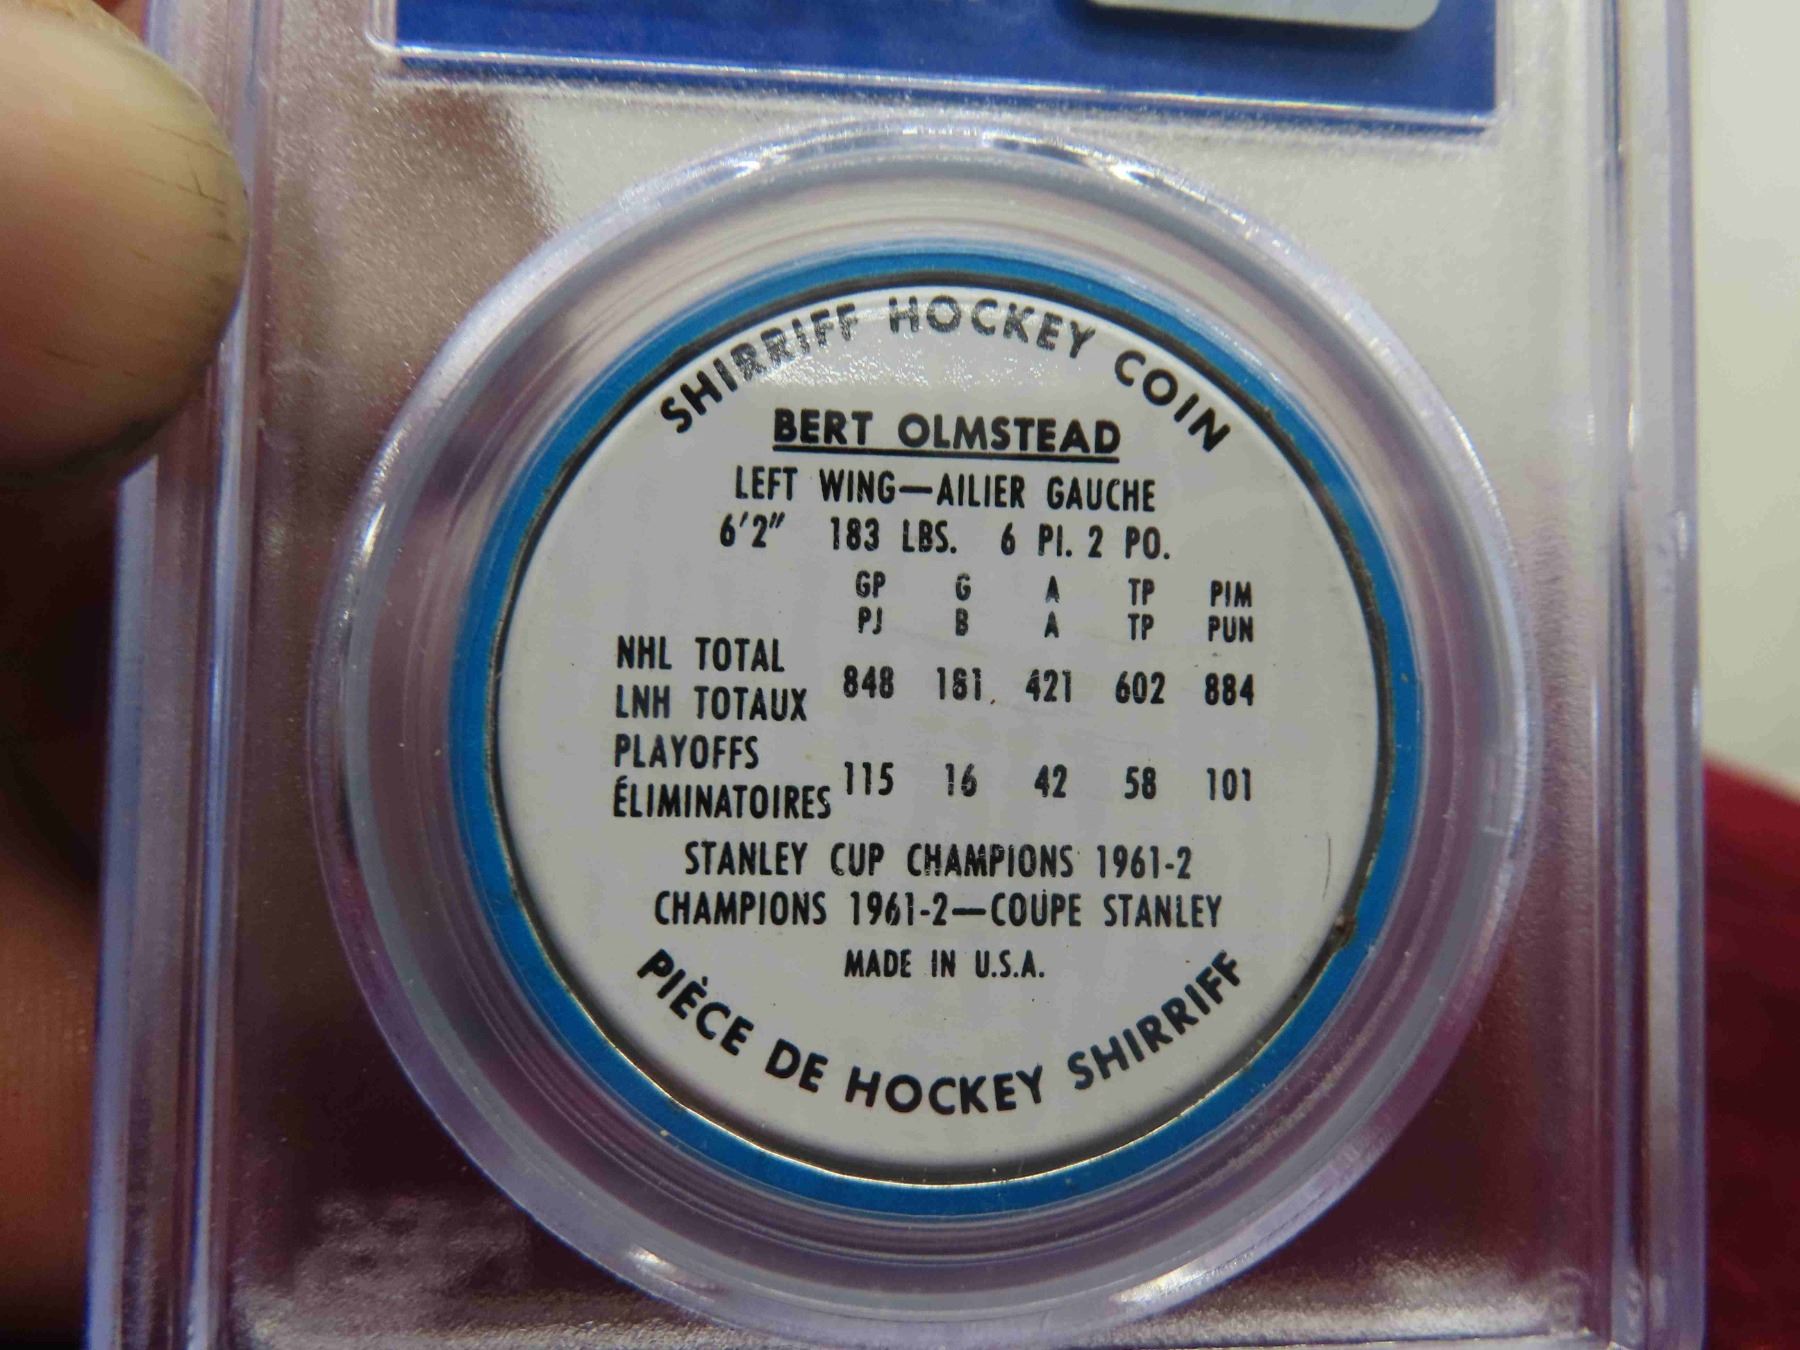 SHIRRIFF HOCKEY COIN
BERT OLMSTEAD
LEFT WING—AILIER GAUCHE
6'2" 183 LBS. 6 PI. 2 PO.
GP G A TP PIM
PJ B A TP PUN
NHL TOTAL
LNH TOTAUX 848 181 421 602 884
PLAYOFFS
ÉLIMINATOIRES 115 16 42 58 101
STANLEY CUP CHAMPIONS 1961-2
CHAMPIONS 1961-2—COUPE STANLEY
MADE IN U.S.A.
PIÈCE DE HOCKEY SHIRRIFF